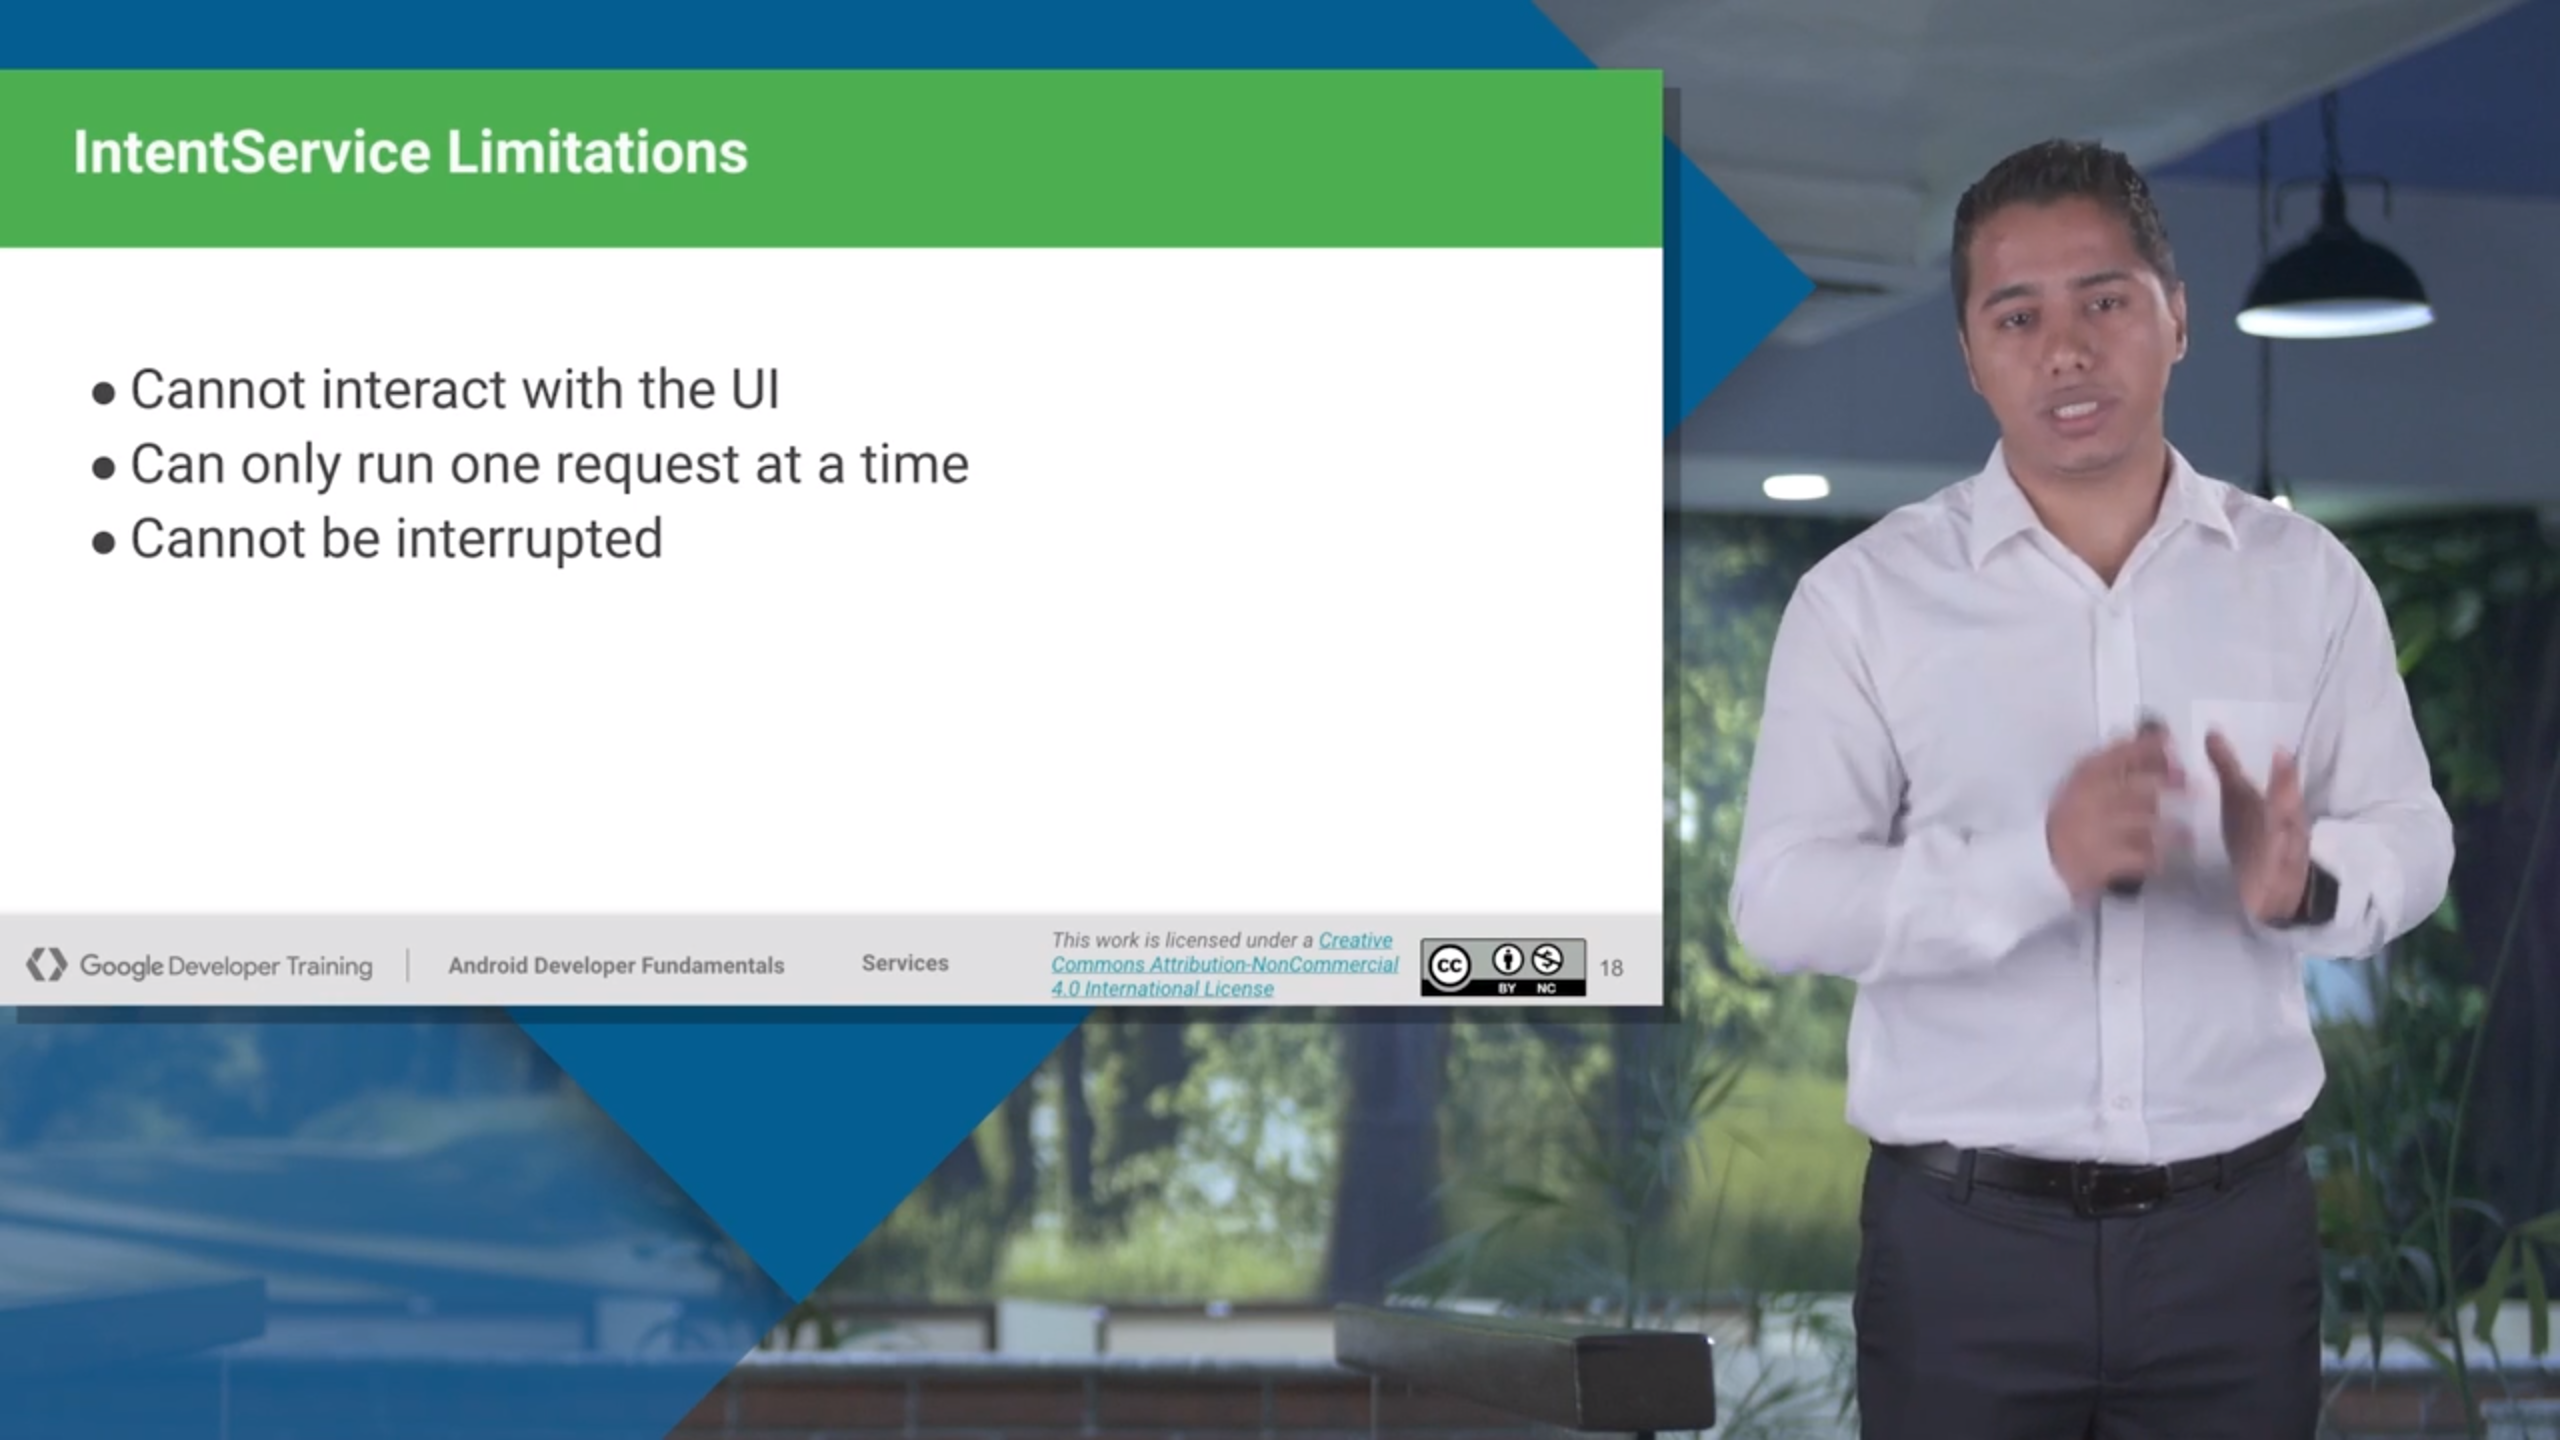 IntentService Limitations
● Cannot interact with the UI
● Can only run one request at a time
● Cannot be interrupted
Google Developer Training
Android Developer Fundamentals
Services
This work is licensed under a Creative
Commons Attribution-NonCommercial
4.0 International License
cc
BY NC
18